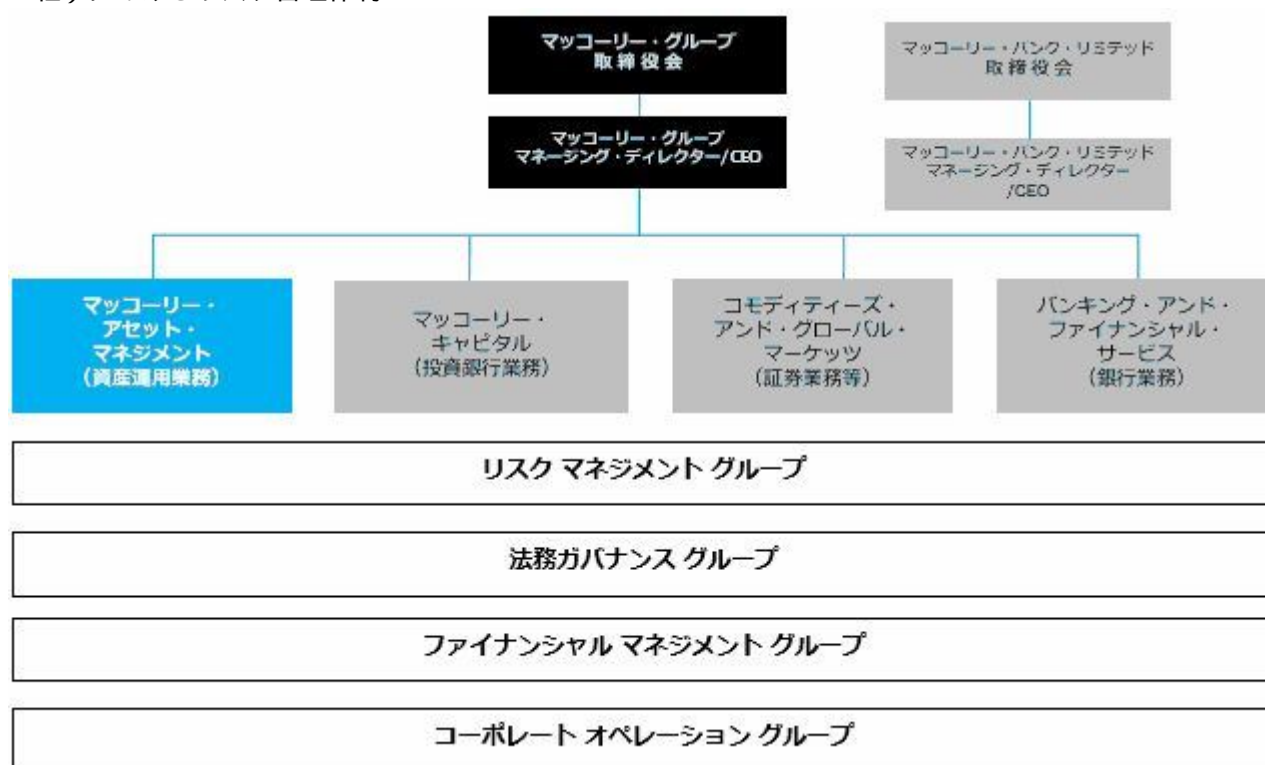 マッコーリー・グループ
取締役会
マッコーリー・バンク・リミテッド
取締役会
マッコーリー・グループ
マネージング・ディレクター/CEO
マッコーリー・バンク・リミテッド
マネージング・ディレクター
/CEO
マッコーリー・
アセット・
マネジメント
(資産運用業務)
マッコーリー・
キャピタル
(投資銀行業務)
コモディティーズ・
アンド・グローバル・
マーケッツ
(証券業務等)
バンキング・アンド・
ファイナンシャル・
サービス
(銀行業務)
リスク マネジメント グループ
法務ガバナンス グループ
ファイナンシャル マネジメント グループ
コーポレート オペレーション グループ